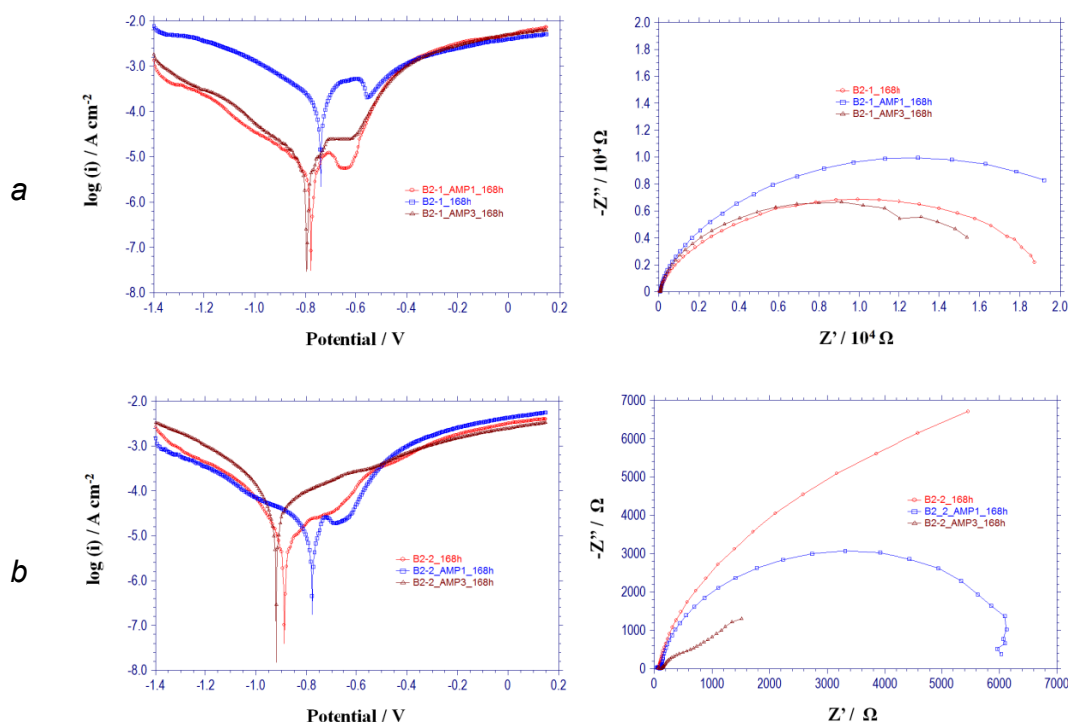 a
log (i) / A cm-2
-2.0
-3.0
-4.0
-5.0
-6.0
-7.0
-8.0
-1.4 -1.2 -1.0 -0.8 -0.6 -0.4 -0.2 0 0.2
Potential / V
B2-1_AMP1_168h
B2-1_168h
B2-1_AMP3_168h
-Z’’ / 10⁴ Ω
2.0
1.8
1.6
1.4
1.2
1.0
0.8
0.6
0.4
0.2
0
0 0.2 0.4 0.6 0.8 1.0 1.2 1.4 1.6 1.8 2.0
Z’ / 10⁴ Ω
B2-1_168h
B2-1_AMP1_168h
B2-1_AMP3_168h
b
log (i) / A cm-2
-2.0
-3.0
-4.0
-5.0
-6.0
-7.0
-8.0
-1.4 -1.2 -1.0 -0.8 -0.6 -0.4 -0.2 0 0.2
Potential / V
B2-2_168h
B2-2_AMP1_168h
B2-2_AMP3_168h
-Z’’ / Ω
7000
6000
5000
4000
3000
2000
1000
0
0 1000 2000 3000 4000 5000 6000 7000
Z’ / Ω
B2-2_168h
B2_2_AMP1_168h
B2-2_AMP3_168h